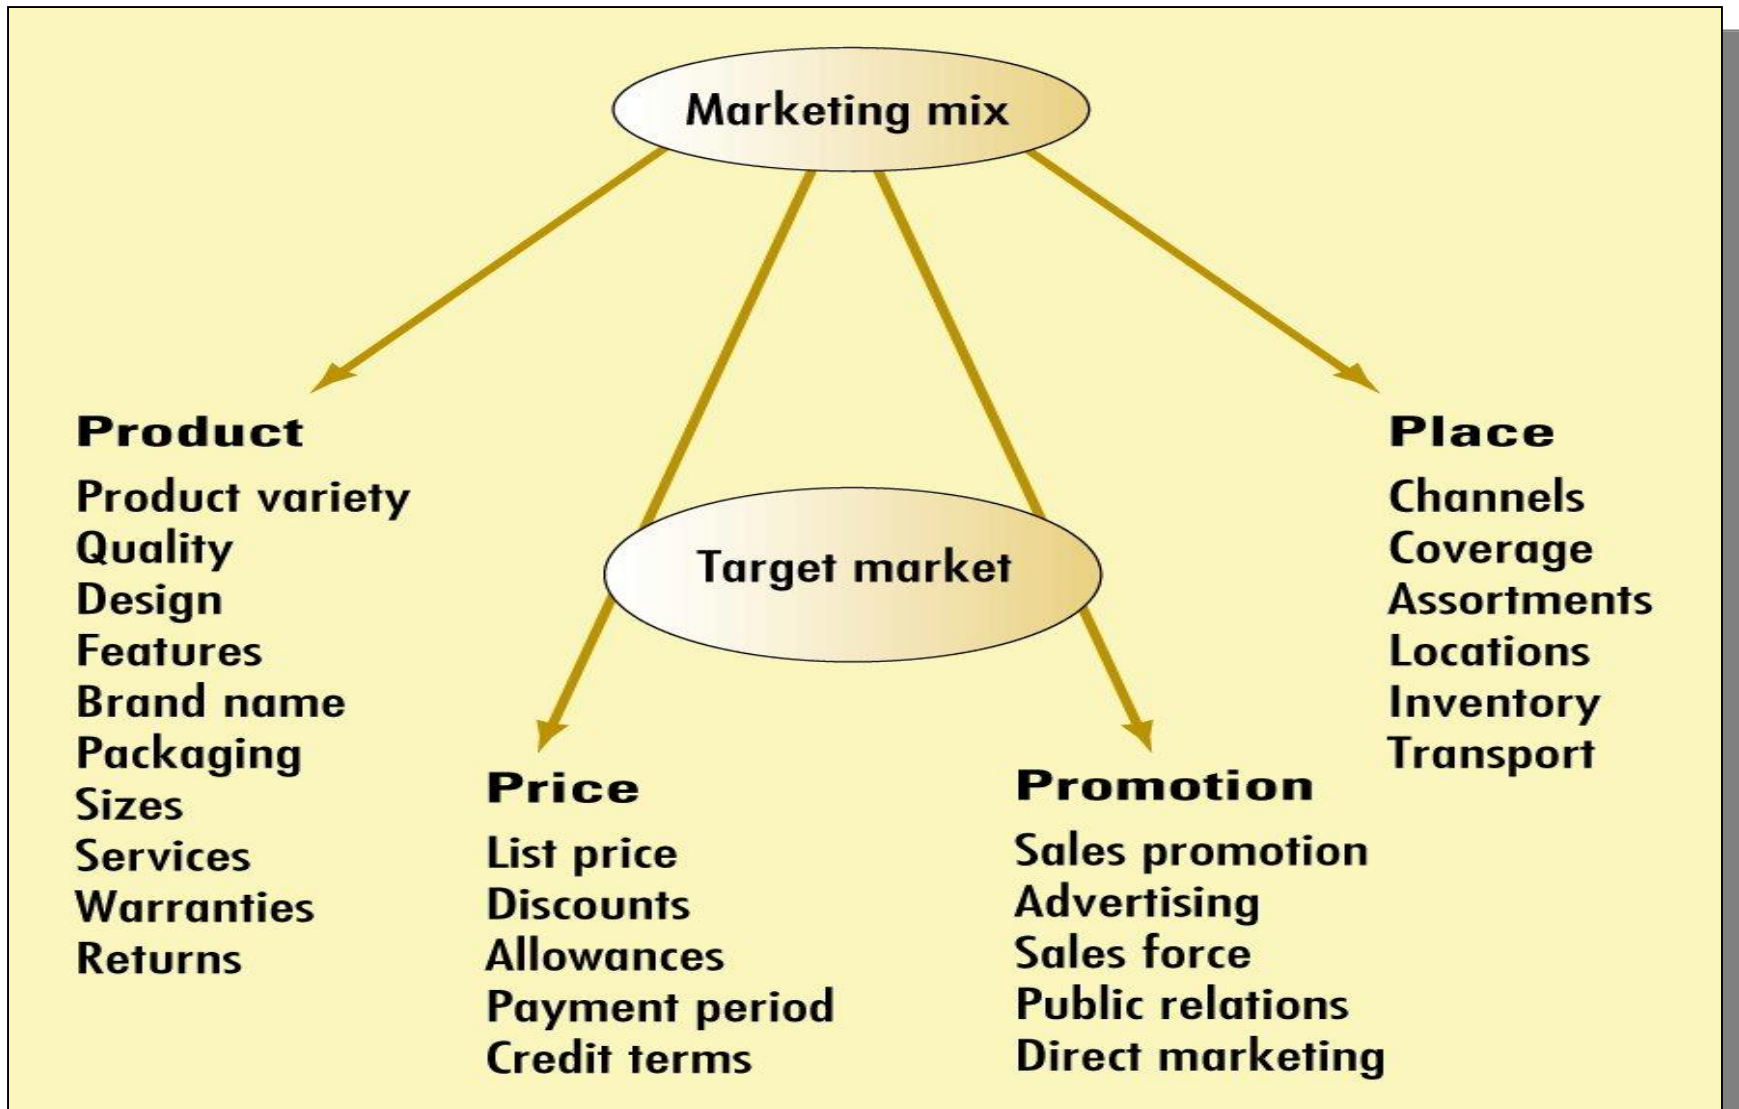 Marketing mix
Target market
Product
Product variety
Quality
Design
Features
Brand name
Packaging
Sizes
Services
Warranties
Returns
Price
List price
Discounts
Allowances
Payment period
Credit terms
Promotion
Sales promotion
Advertising
Sales force
Public relations
Direct marketing
Place
Channels
Coverage
Assortments
Locations
Inventory
Transport